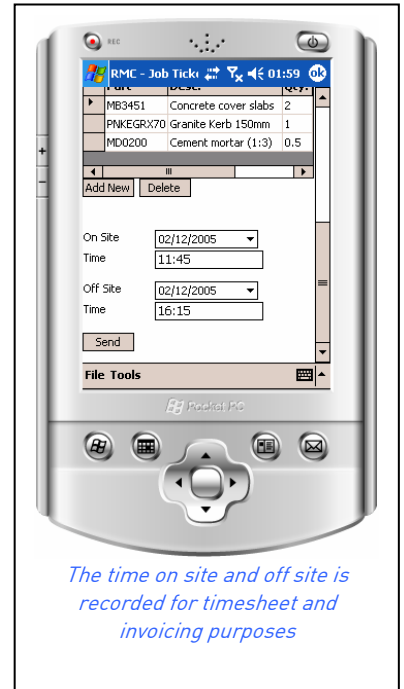 REC
RMC - Job Ticke 01:59 ok
Part Desc. Qty.
MB3451 Concrete cover slabs 2
PNKEGRX70 Granite Kerb 150mm 1
MD0200 Cement mortar (1:3) 0.5
Add New Delete
On Site 02/12/2005
Time 11:45
Off Site 02/12/2005
Time 16:15
Send
File Tools
Pocket PC
The time on site and off site is
recorded for timesheet and
invoicing purposes